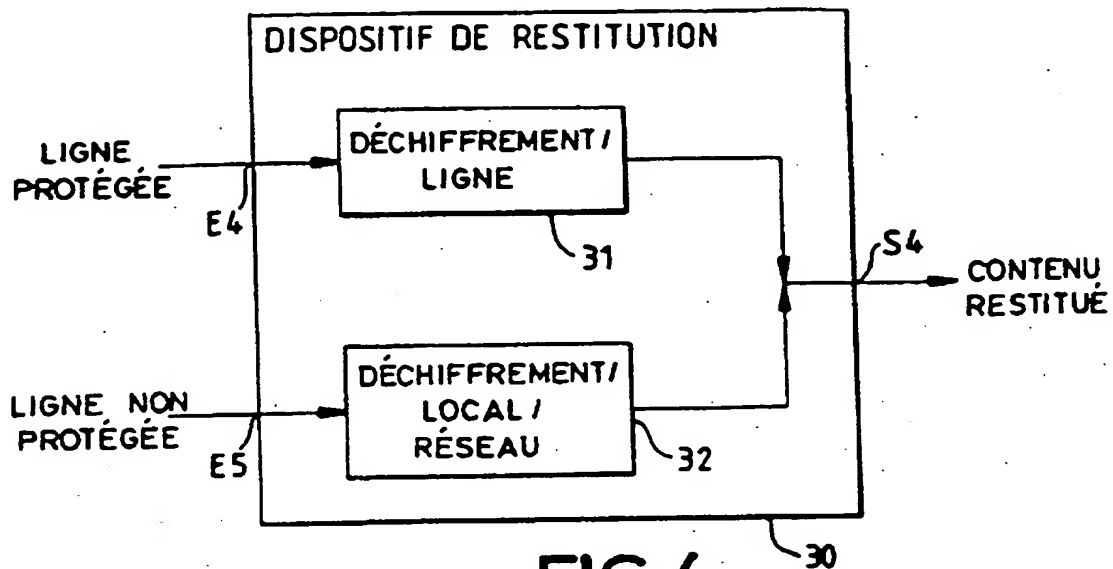 DISPOSITIF DE RESTITUTION
LIGNE
PROTÉGÉE
E4
DÉCHIFFREMENT/
LIGNE
31
S4
CONTENU
RESTITUÉ
LIGNE NON
PROTÉGÉE
E5
DÉCHIFFREMENT/
LOCAL/
RÉSEAU
32
30